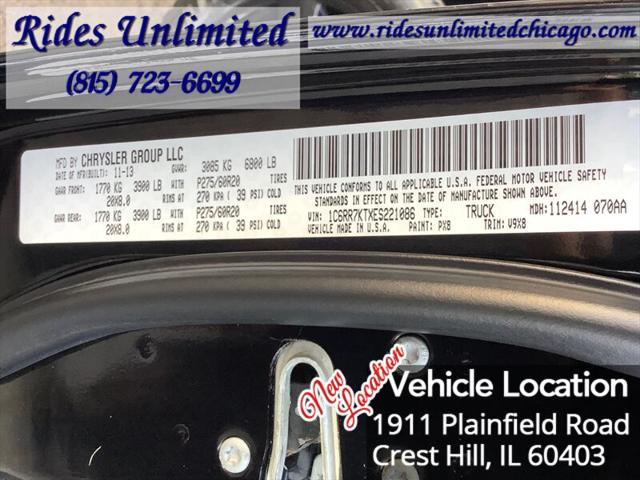 Rides Unlimited
(815) 723-6699
www.ridesunlimitedchicago.com
MFD BY CHRYSLER GROUP LLC
DATE OF MFR(BUILT): 11-13 GVWR: 3085 KG 6800 LB
GAWR FRONT: 1770 KG 3900 LB WITH P275/60R20 TIRES
20X8.0 RIMS AT 270 KPA ( 39 PSI) COLD
GAWR REAR: 1770 KG 3900 LB WITH P275/60R20 TIRES
20X8.0 RIMS AT 270 KPA ( 39 PSI) COLD
THIS VEHICLE CONFORMS TO ALL APPLICABLE U.S.A. FEDERAL MOTOR VEHICLE SAFETY
STANDARDS IN EFFECT ON THE DATE OF MANUFACTURE SHOWN ABOVE.
VIN: 1C6RR7KTXES221086 TYPE: TRUCK MDH: 112414 070AA
VEHICLE MADE IN U.S.A. PAINT: PX8 TRIM: V9X8
New Location
Vehicle Location
1911 Plainfield Road
Crest Hill, IL 60403